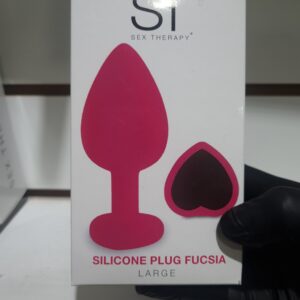 ST
SEX THERAPY
SILICONE PLUG FUCSIA
LARGE